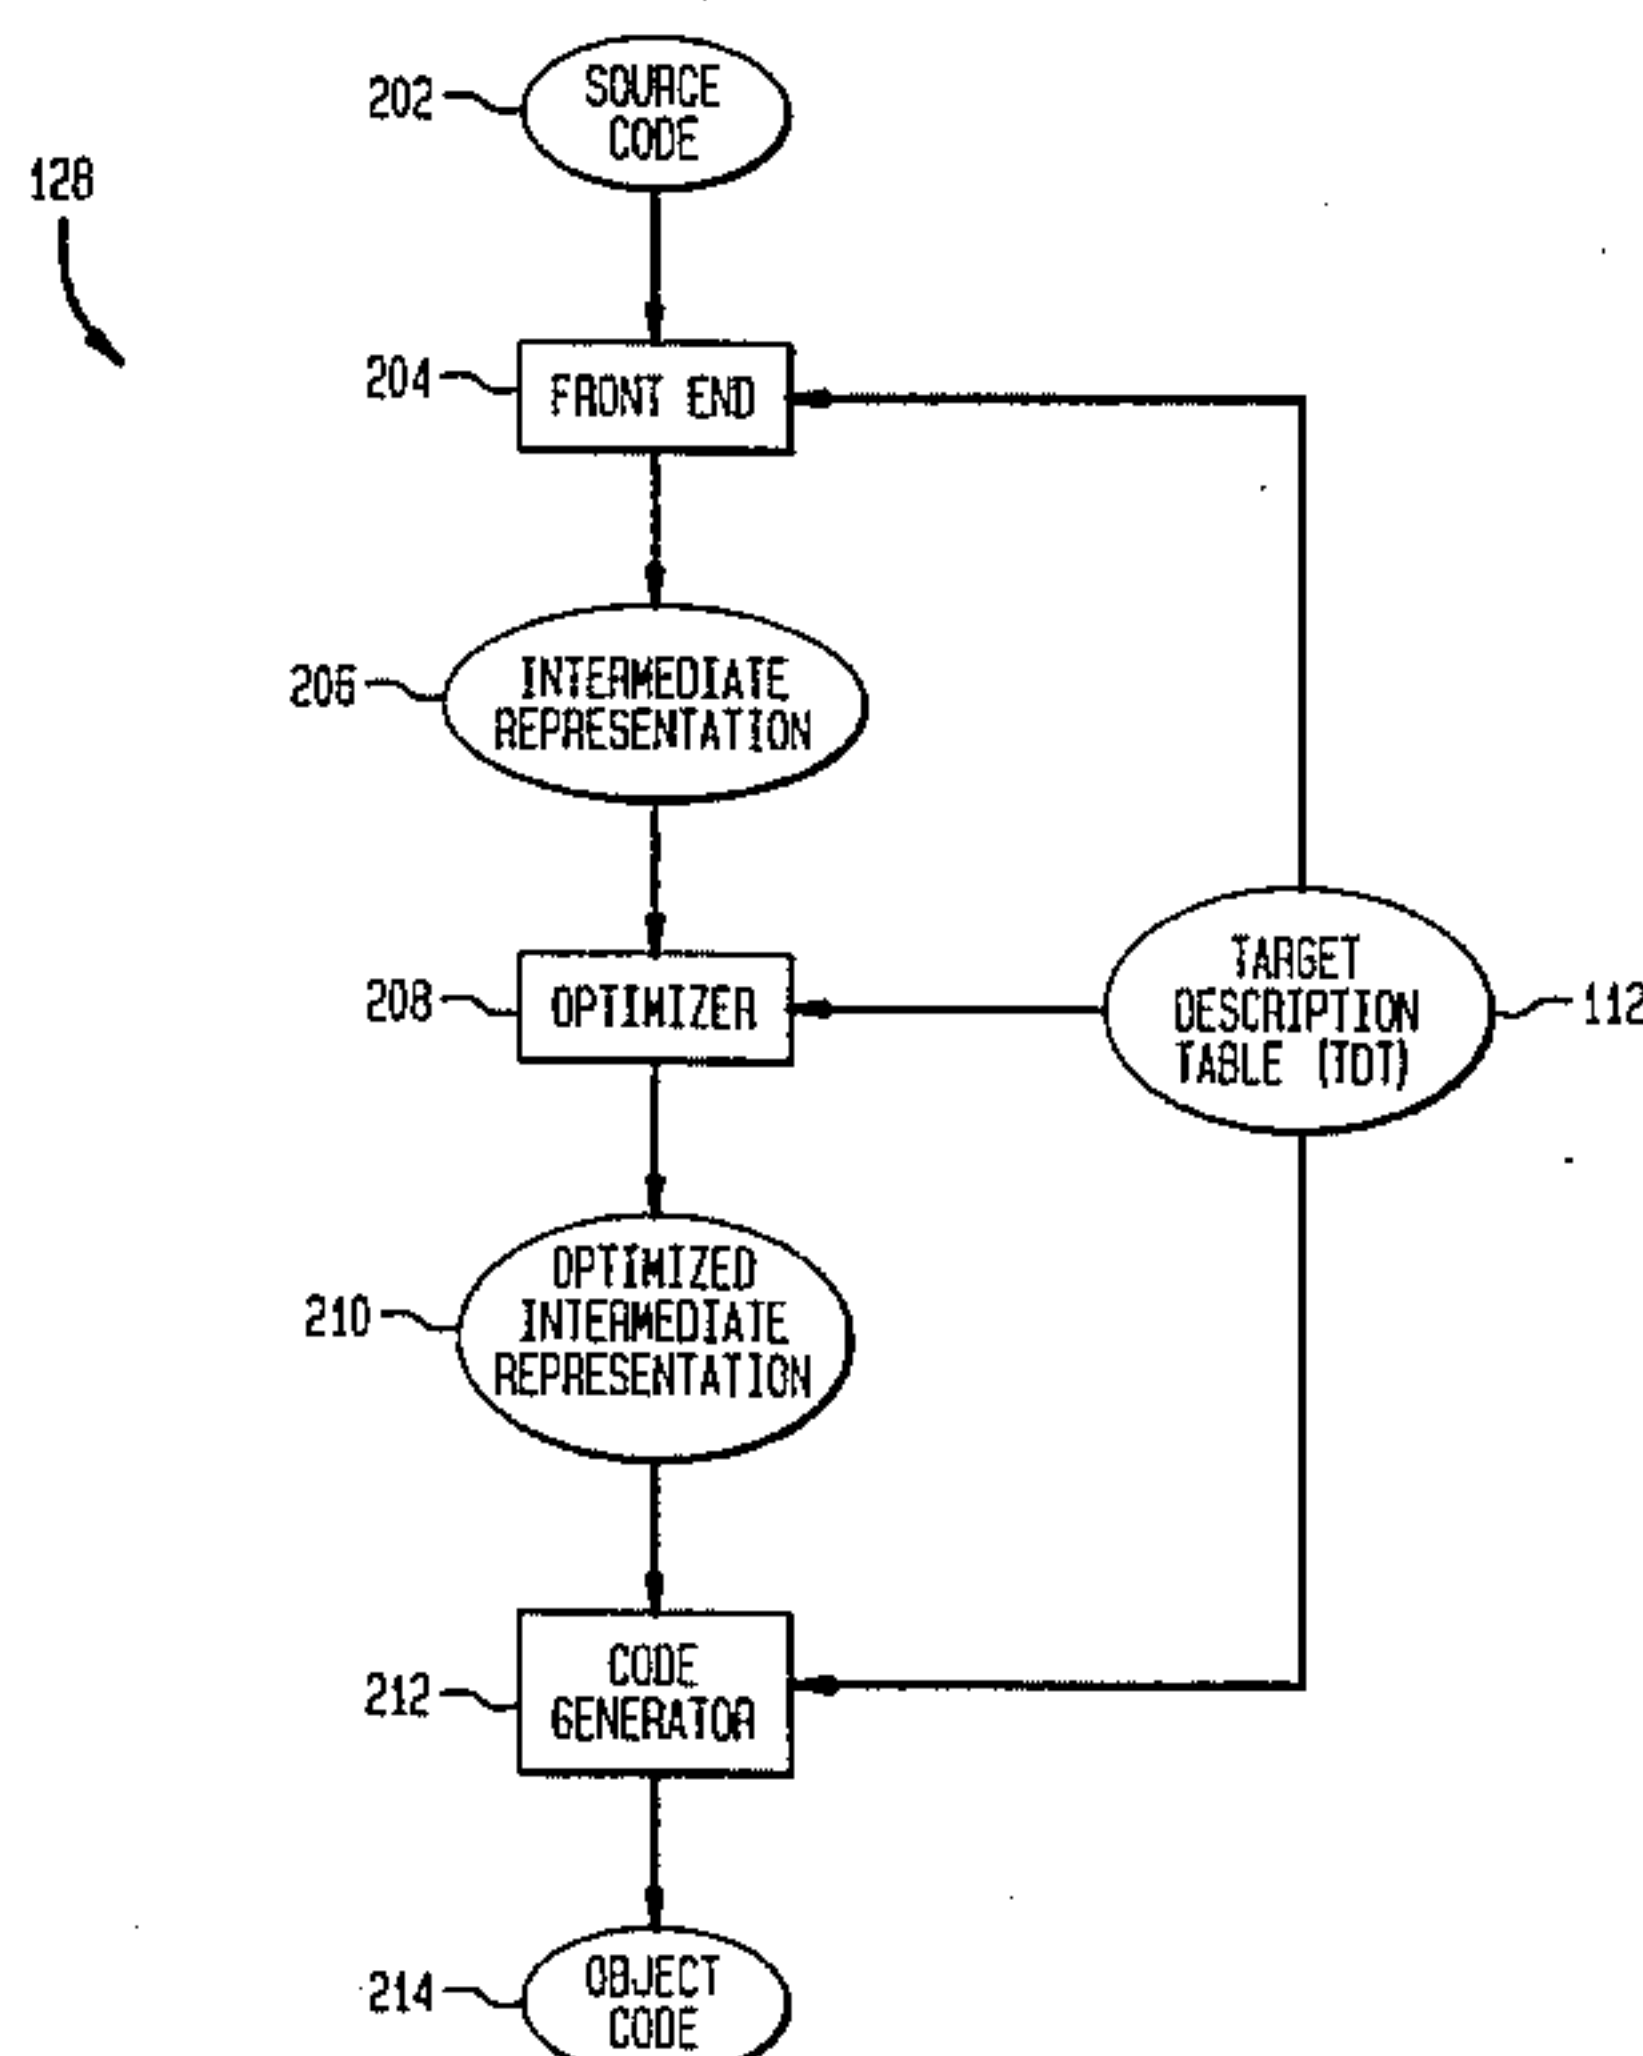 202
SOURCE
CODE
128
204
FRONT END
206
INTERMEDIATE
REPRESENTATION
208
OPTIMIZER
TARGET
DESCRIPTION
TABLE (TDT)
112
210
OPTIMIZED
INTERMEDIATE
REPRESENTATION
212
CODE
GENERATOR
214
OBJECT
CODE